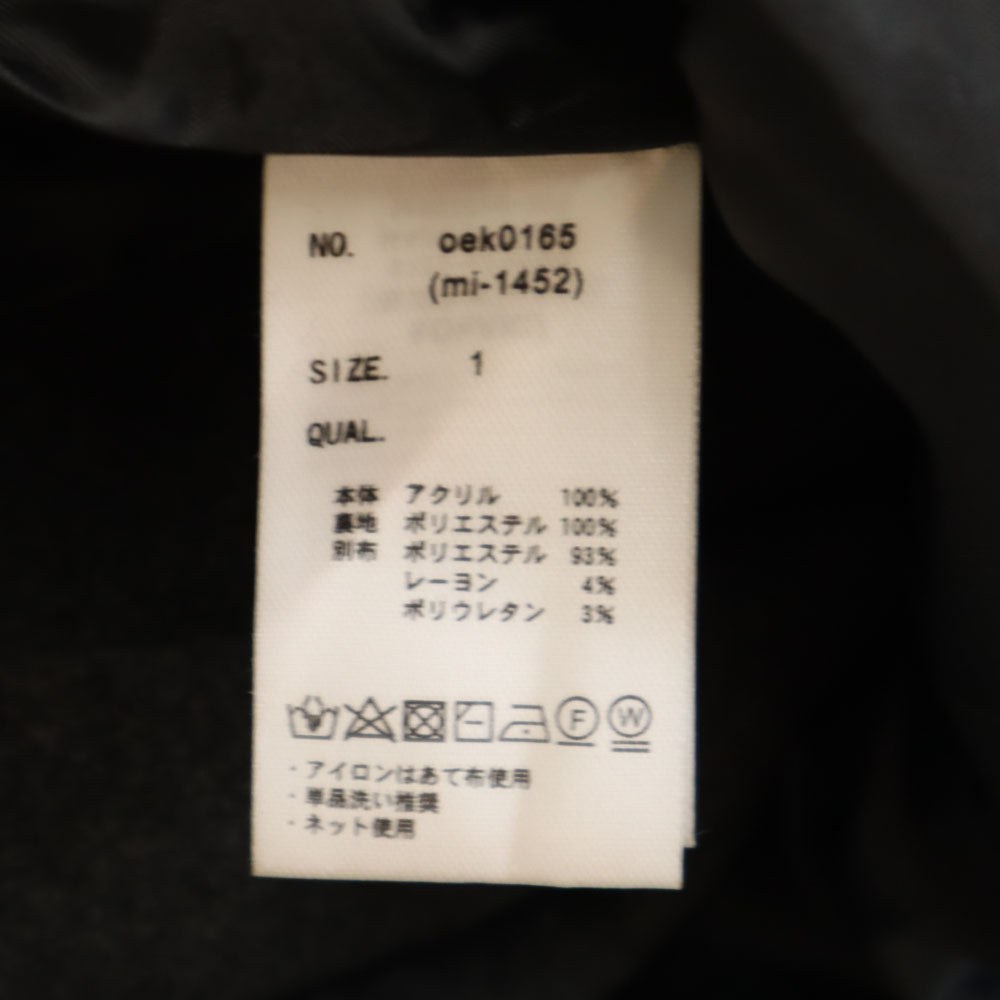 NO. oek0165
(mi-1452)
SIZE. 1
QUAL.
本体 アクリル 100%
裏地 ポリエステル 100%
別布 ポリエステル 93%
レーヨン 4%
ポリウレタン 3%
F W
・アイロンはあて布使用
・単品洗い推奨
・ネット使用